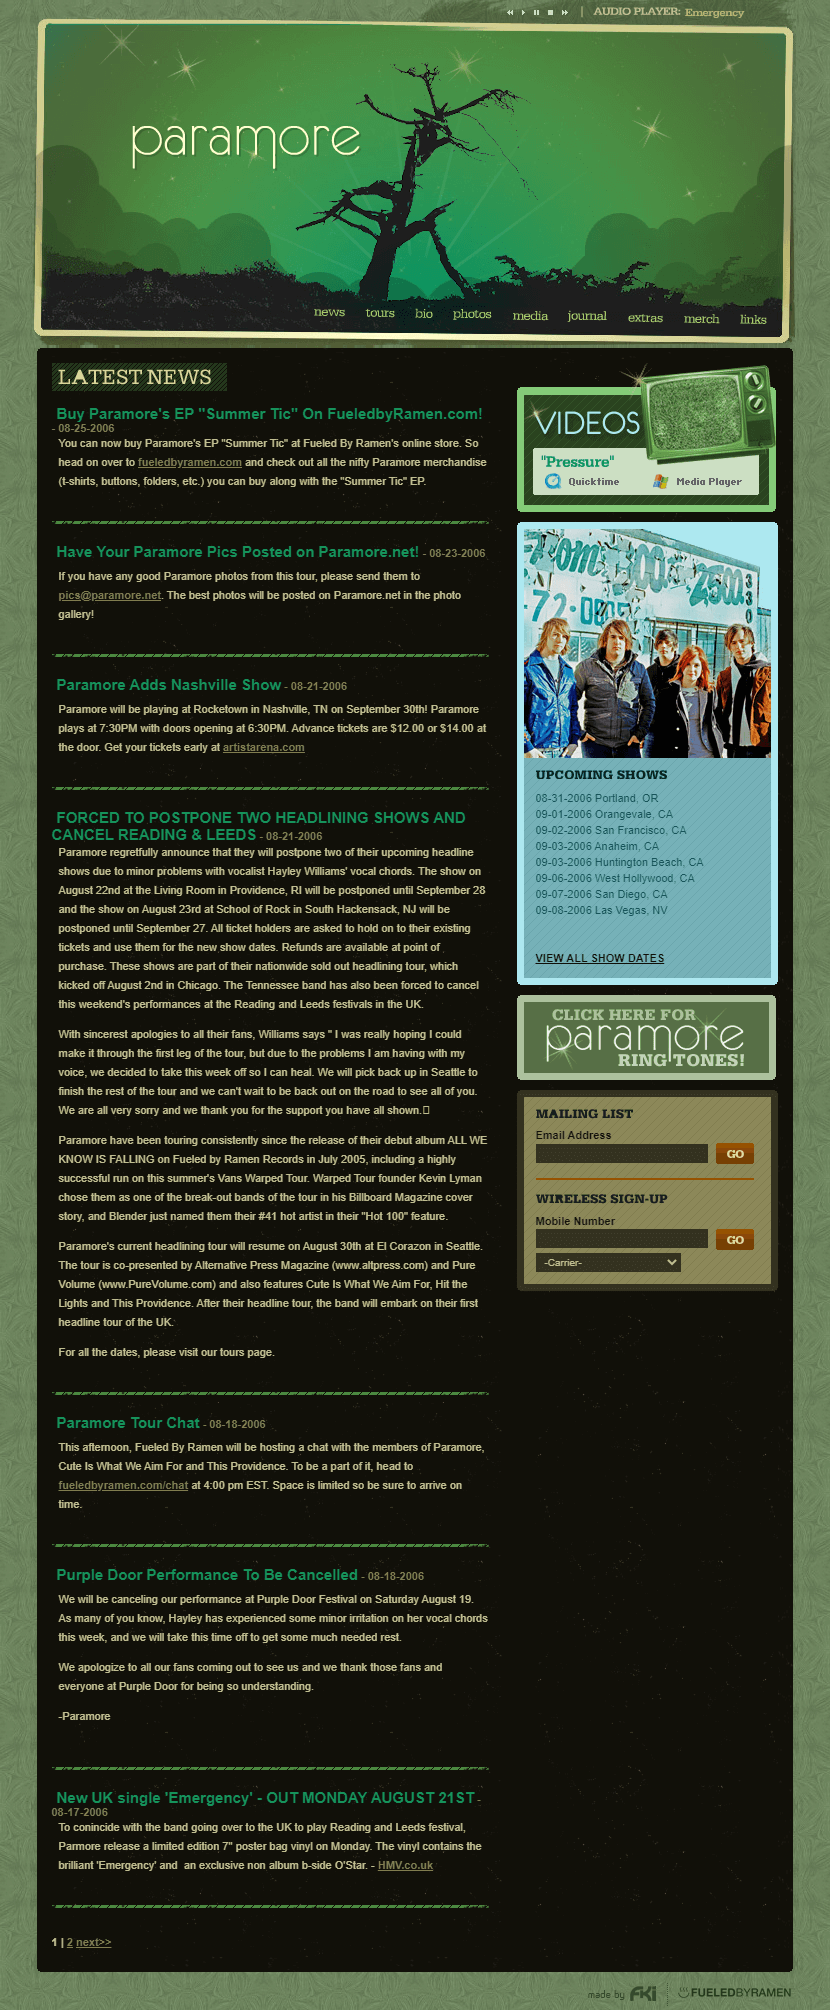 AUDIO PLAYER: Emergency
paramore
news tours bio photos media journal extras merch links
LATEST NEWS
Buy Paramore's EP "Summer Tic" On FueledbyRamen.com!
- 08-25-2006
You can now buy Paramore's EP "Summer Tic" at Fueled By Ramen's online store. So
head on over to fueledbyramen.com and check out all the nifty Paramore merchandise
(t-shirts, buttons, folders, etc.) you can buy along with the "Summer Tic" EP.
Have Your Paramore Pics Posted on Paramore.net! - 08-23-2006
If you have any good Paramore photos from this tour, please send them to
pics@paramore.net. The best photos will be posted on Paramore.net in the photo
gallery!
Paramore Adds Nashville Show - 08-21-2006
Paramore will be playing at Rocketown in Nashville, TN on September 30th! Paramore
plays at 7:30PM with doors opening at 6:30PM. Advance tickets are $12.00 or $14.00 at
the door. Get your tickets early at artistarena.com
FORCED TO POSTPONE TWO HEADLINING SHOWS AND
CANCEL READING & LEEDS - 08-21-2006
Paramore regretfully announce that they will postpone two of their upcoming headline
shows due to minor problems with vocalist Hayley Williams' vocal chords. The show on
August 22nd at the Living Room in Providence, RI will be postponed until September 28
and the show on August 23rd at School of Rock in South Hackensack, NJ will be
postponed until September 27. All ticket holders are asked to hold on to their existing
tickets and use them for the new show dates. Refunds are available at point of
purchase. These shows are part of their nationwide sold out headlining tour, which
kicked off August 2nd in Chicago. The Tennessee band has also been forced to cancel
this weekend's performances at the Reading and Leeds festivals in the UK.
With sincerest apologies to all their fans, Williams says " I was really hoping I could
make it through the first leg of the tour, but due to the problems I am having with my
voice, we decided to take this week off so I can heal. We will pick back up in Seattle to
finish the rest of the tour and we can't wait to be back out on the road to see all of you.
We are all very sorry and we thank you for the support you have all shown.
Paramore have been touring consistently since the release of their debut album ALL WE
KNOW IS FALLING on Fueled by Ramen Records in July 2005, including a highly
successful run on this summer's Vans Warped Tour. Warped Tour founder Kevin Lyman
chose them as one of the break-out bands of the tour in his Billboard Magazine cover
story, and Blender just named them their #41 hot artist in their "Hot 100" feature.
Paramore's current headlining tour will resume on August 30th at El Corazon in Seattle.
The tour is co-presented by Alternative Press Magazine (www.altpress.com) and Pure
Volume (www.PureVolume.com) and also features Cute Is What We Aim For, Hit the
Lights and This Providence. After their headline tour, the band will embark on their first
headline tour of the UK.
For all the dates, please visit our tours page.
Paramore Tour Chat - 08-18-2006
This afternoon, Fueled By Ramen will be hosting a chat with the members of Paramore,
Cute Is What We Aim For and This Providence. To be a part of it, head to
fueledbyramen.com/chat at 4:00 pm EST. Space is limited so be sure to arrive on
time.
Purple Door Performance To Be Cancelled - 08-18-2006
We will be canceling our performance at Purple Door Festival on Saturday August 19.
As many of you know, Hayley has experienced some minor irritation on her vocal chords
this week, and we will take this time off to get some much needed rest.
We apologize to all our fans coming out to see us and we thank those fans and
everyone at Purple Door for being so understanding.
-Paramore
New UK single 'Emergency' - OUT MONDAY AUGUST 21ST -
08-17-2006
To conincide with the band going over to the UK to play Reading and Leeds festival,
Parmore release a limited edition 7" poster bag vinyl on Monday. The vinyl contains the
brilliant 'Emergency' and  an exclusive non album b-side O'Star. - HMV.co.uk
1 | 2 next>>
VIDEOS
"Pressure"
Quicktime Media Player
UPCOMING SHOWS
08-31-2006 Portland, OR
09-01-2006 Orangevale, CA
09-02-2006 San Francisco, CA
09-03-2006 Anaheim, CA
09-03-2006 Huntington Beach, CA
09-06-2006 West Hollywood, CA
09-07-2006 San Diego, CA
09-08-2006 Las Vegas, NV
VIEW ALL SHOW DATES
CLICK HERE FOR
paramore
RING TONES!
MAILING LIST
Email Address
GO
WIRELESS SIGN-UP
Mobile Number
GO
-Carrier-
made by FKI FUELEDBYRAMEN